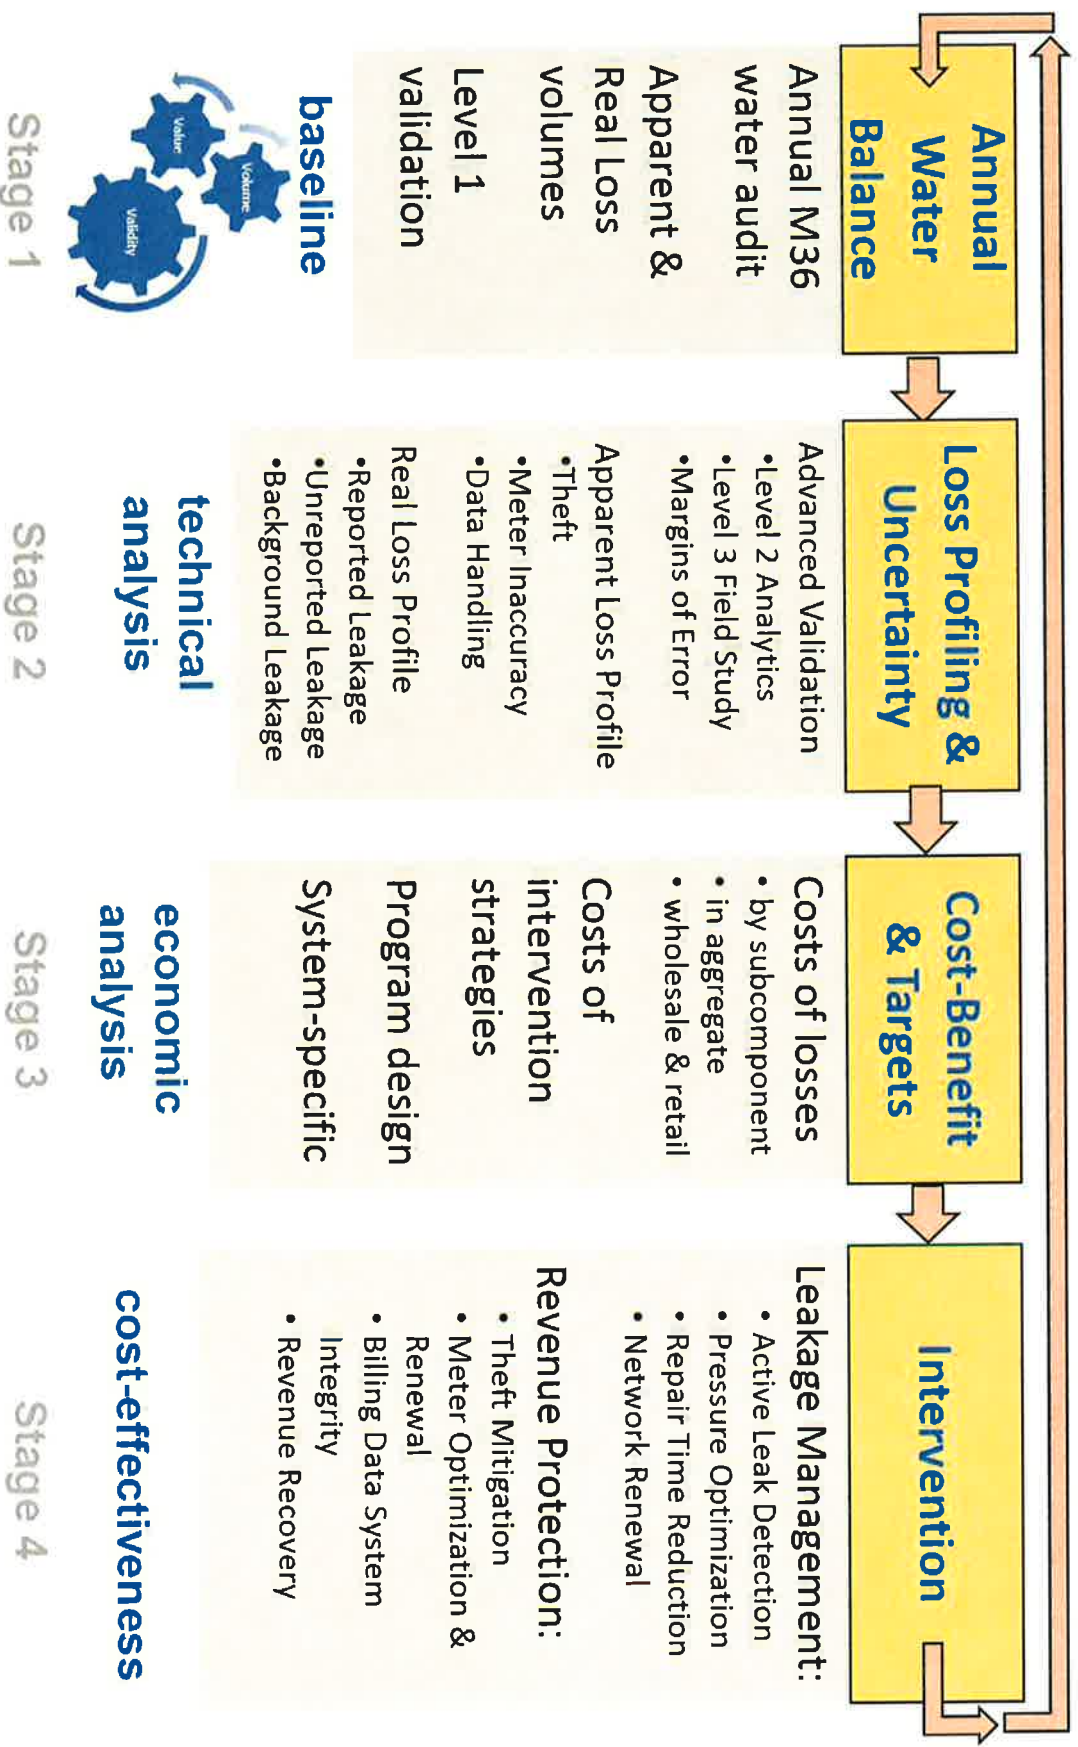 Annual
Water
Balance
Annual M36
water audit
Apparent &
Real Loss
volumes
Level 1
validation
baseline
Value
Volume
Validity
Stage 1
Loss Profiling &
Uncertainty
Advanced Validation
•Level 2 Analytics
•Level 3 Field Study
•Margins of Error
Apparent Loss Profile
•Theft
•Meter Inaccuracy
•Data Handling
Real Loss Profile
•Reported Leakage
•Unreported Leakage
•Background Leakage
technical
analysis
Stage 2
Cost-Benefit
& Targets
Costs of losses
• by subcomponent
• in aggregate
• wholesale & retail
Costs of
intervention
strategies
Program design
System-specific
economic
analysis
Stage 3
Intervention
Leakage Management:
• Active Leak Detection
• Pressure Optimization
• Repair Time Reduction
• Network Renewal
Revenue Protection:
• Theft Mitigation
• Meter Optimization &
Renewal
• Billing Data System
Integrity
• Revenue Recovery
cost-effectiveness
Stage 4